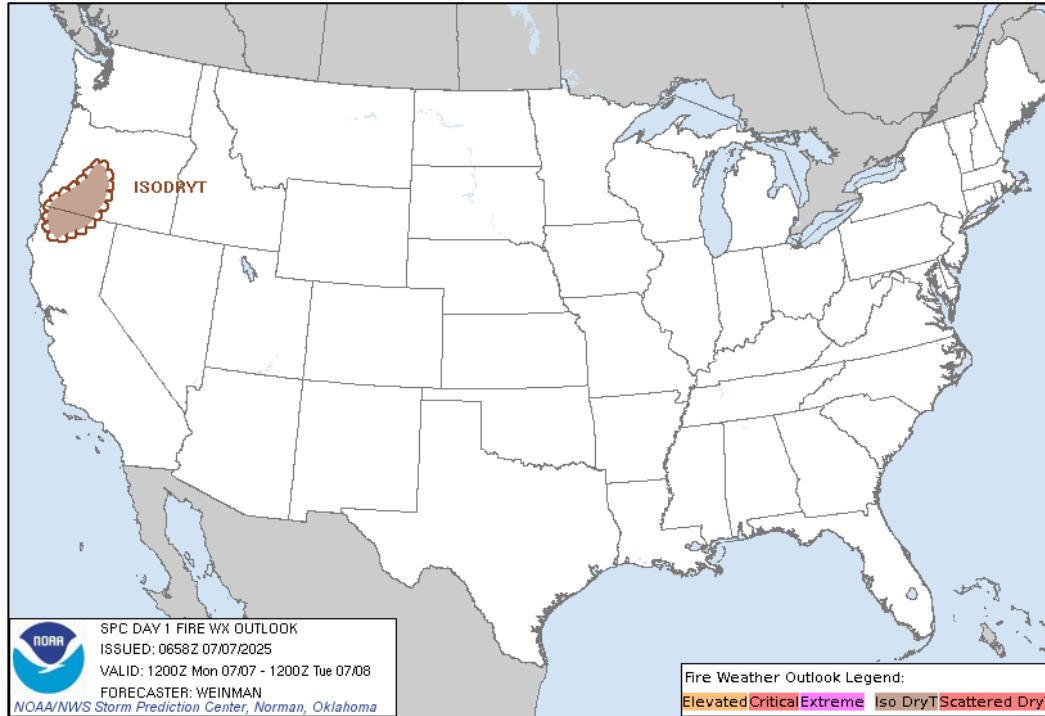 ISODRYT
NOAA
SPC DAY 1 FIRE WX OUTLOOK
ISSUED: 0658Z 07/07/2025
VALID: 1200Z Mon 07/07 - 1200Z Tue 07/08
FORECASTER: WEINMAN
NOAA/NWS Storm Prediction Center, Norman, Oklahoma
Fire Weather Outlook Legend:
Elevated Critical Extreme Iso DryT Scattered Dry